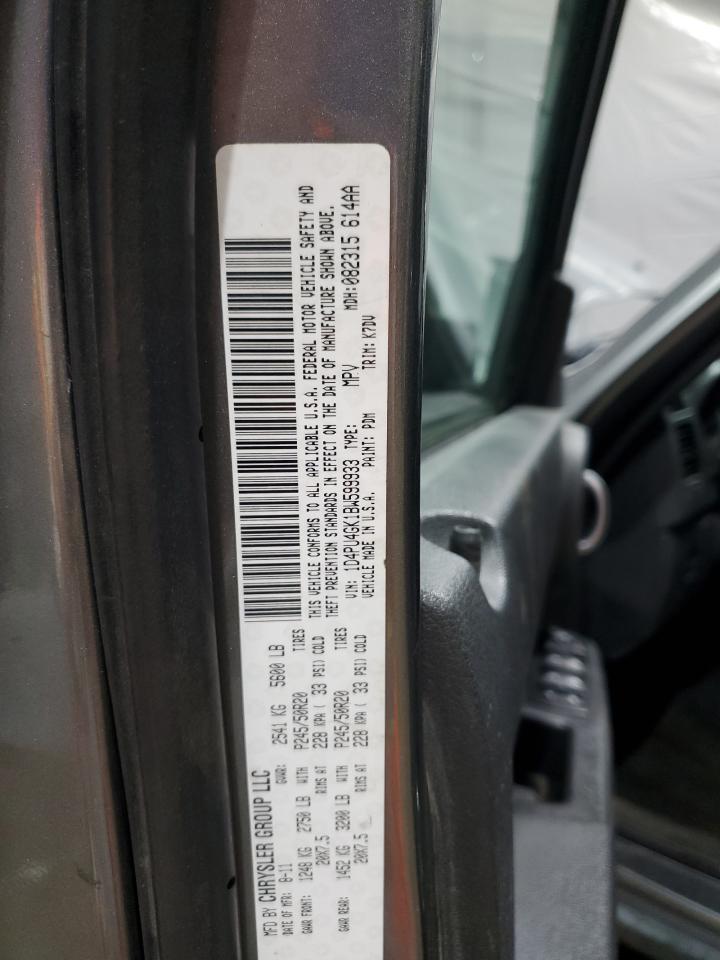 MFD BY CHRYSLER GROUP LLC
DATE OF MFR: 8-11 GVWR: 2541 KG 5600 LB
GAWR FRONT: 1248 KG 2750 LB WITH P245/50R20 TIRES
20X7.5 RIMS AT 228 KPA ( 33 PSI) COLD
GAWR REAR: 1452 KG 3200 LB WITH P245/50R20 TIRES
20X7.5 RIMS AT 228 KPA ( 33 PSI) COLD
THIS VEHICLE CONFORMS TO ALL APPLICABLE U.S.A. FEDERAL MOTOR VEHICLE SAFETY AND
THEFT PREVENTION STANDARDS IN EFFECT ON THE DATE OF MANUFACTURE SHOWN ABOVE.
VIN: 1D4PU4GK1BW599933 TYPE: MPV MDH:082315 614AA
VEHICLE MADE IN U.S.A. PAINT: PDM TRIM: K7DV